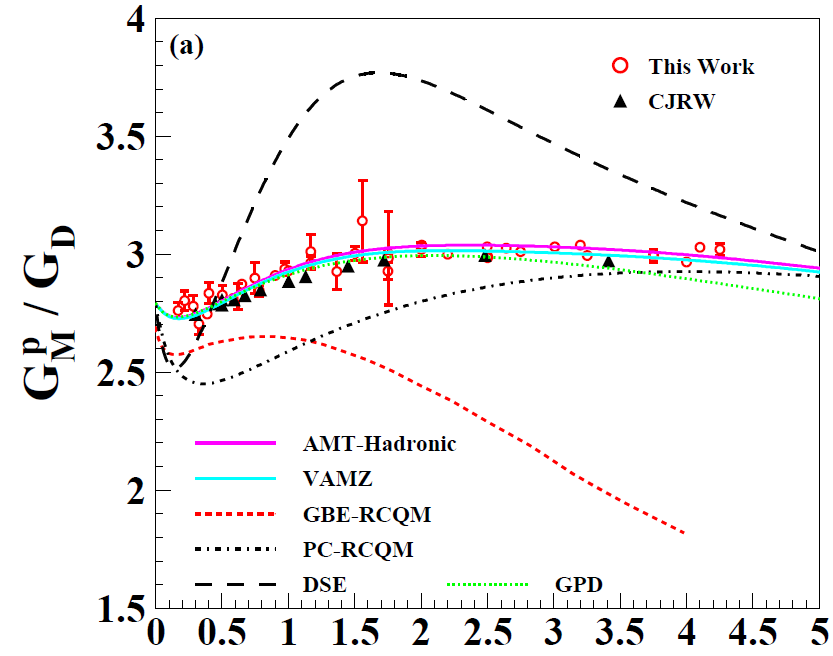 4
(a)
This Work
CJRW
3.5
3
G_M^p / G_D
2.5
AMT-Hadronic
VAMZ
2
GBE-RCQM
PC-RCQM
DSE GPD
1.5
0 0.5 1 1.5 2 2.5 3 3.5 4 4.5 5